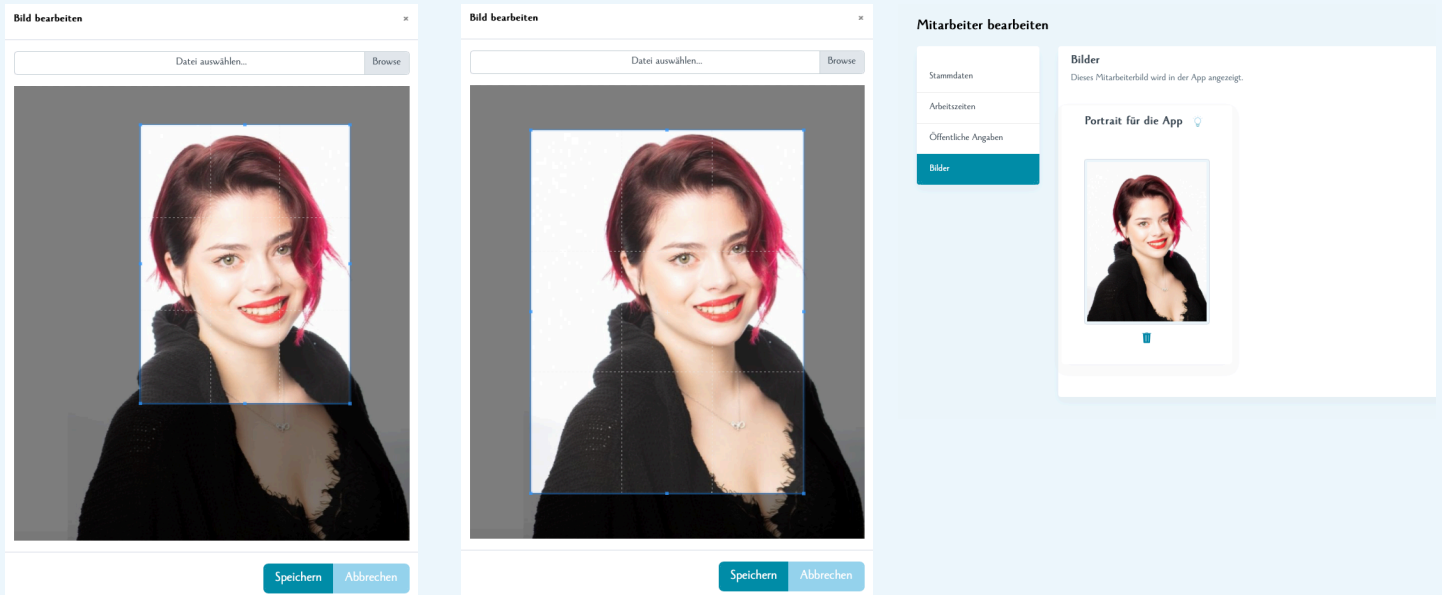 Bild bearbeiten ×
Datei auswählen... Browse
Speichern Abbrechen
Bild bearbeiten ×
Datei auswählen... Browse
Speichern Abbrechen
Mitarbeiter bearbeiten
Stammdaten
Arbeitszeiten
Öffentliche Angaben
Bilder
Bilder
Dieses Mitarbeiterbild wird in der App angezeigt.
Portrait für die App